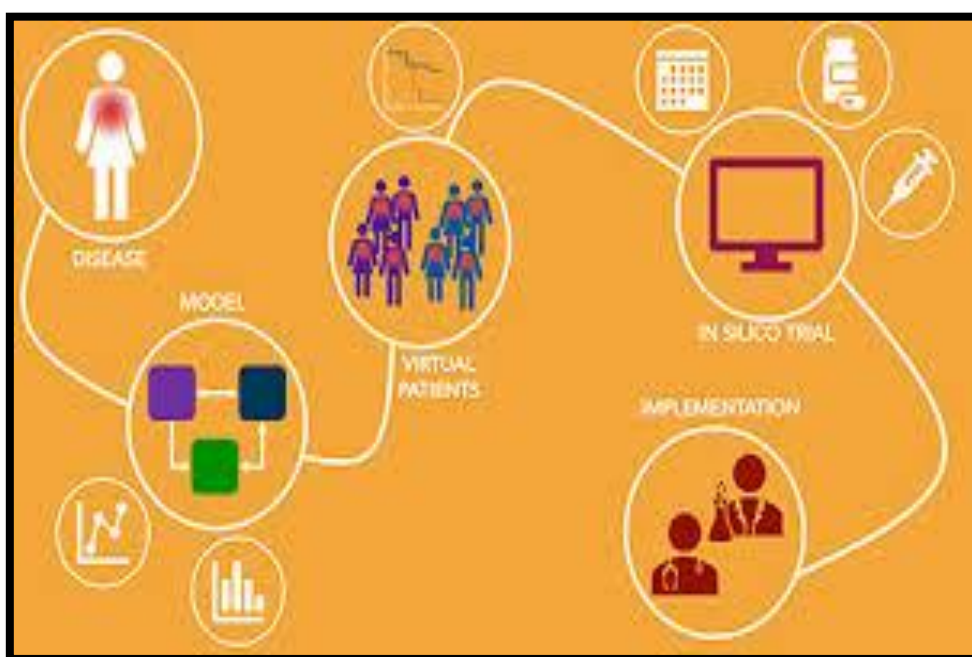 DISEASE
MODEL
VIRTUAL
PATIENTS
IN SILICO TRIAL
IMPLEMENTATION